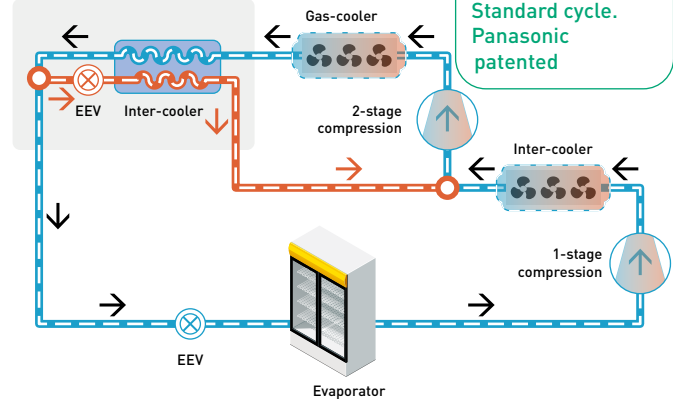 Gas-cooler
Standard cycle.
Panasonic
patented
EEV
Inter-cooler
2-stage
compression
Inter-cooler
1-stage
compression
EEV
Evaporator